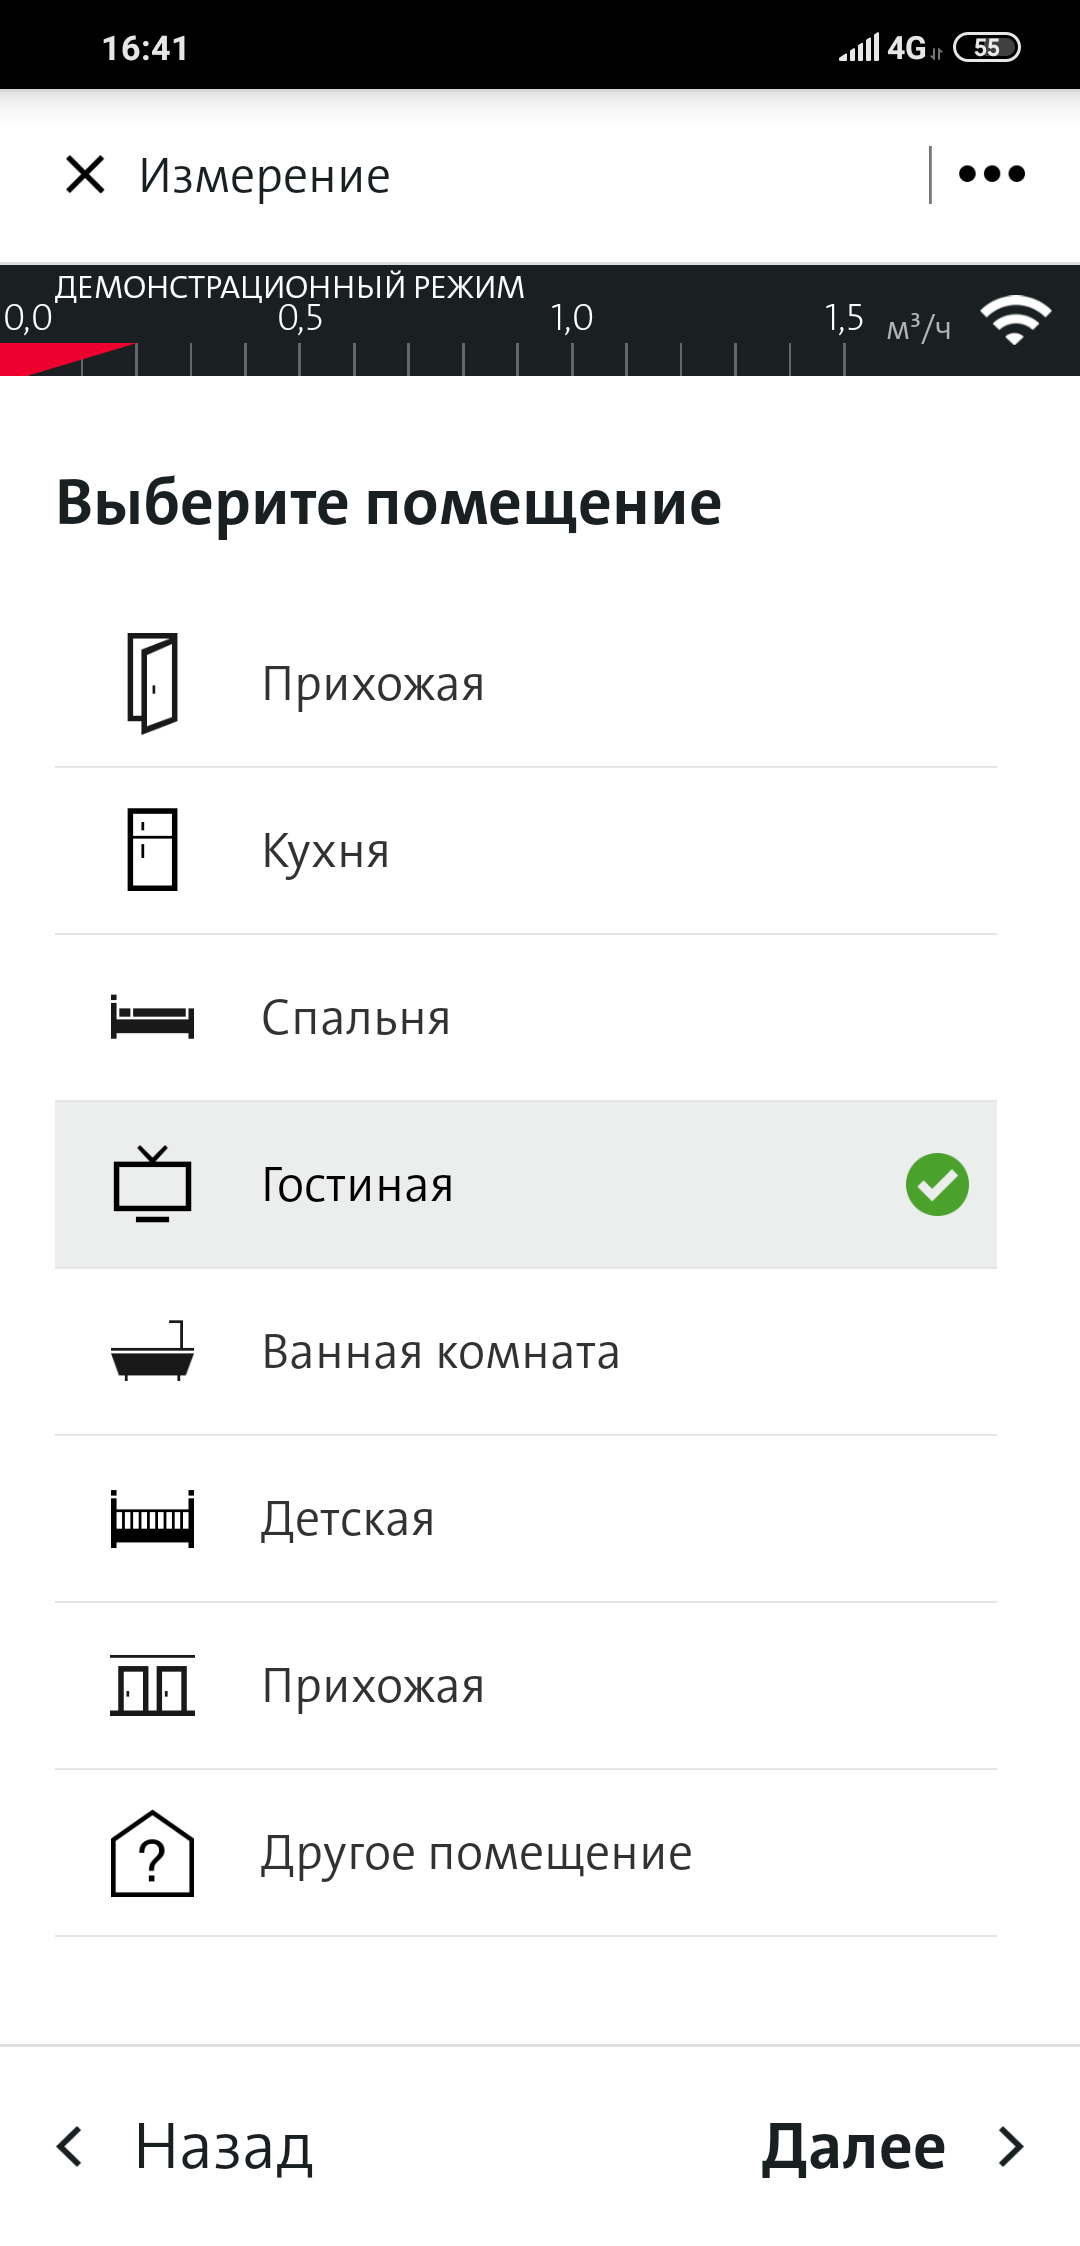 16:41
4G 55
Измерение
ДЕМОНСТРАЦИОННЫЙ РЕЖИМ
0,0 0,5 1,0 1,5 м³/ч
Выберите помещение
Прихожая
Кухня
Спальня
Гостиная
Ванная комната
Детская
Прихожая
?
Другое помещение
Назад
Далее